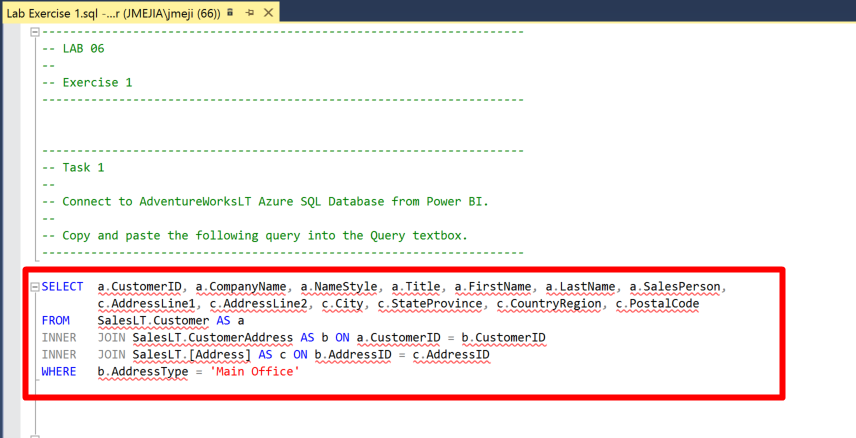 Lab Exercise 1.sql -...r (JMEJIA\jmeji (66))
--------------------------------------------------------------------
-- LAB 06
--
-- Exercise 1
--------------------------------------------------------------------
--------------------------------------------------------------------
-- Task 1
--
-- Connect to AdventureWorksLT Azure SQL Database from Power BI.
--
-- Copy and paste the following query into the Query textbox.
--------------------------------------------------------------------
SELECT  a.CustomerID, a.CompanyName, a.NameStyle, a.Title, a.FirstName, a.LastName, a.SalesPerson,
c.AddressLine1, c.AddressLine2, c.City, c.StateProvince, c.CountryRegion, c.PostalCode
FROM    SalesLT.Customer AS a
INNER   JOIN SalesLT.CustomerAddress AS b ON a.CustomerID = b.CustomerID
INNER   JOIN SalesLT.[Address] AS c ON b.AddressID = c.AddressID
WHERE   b.AddressType = 'Main Office'